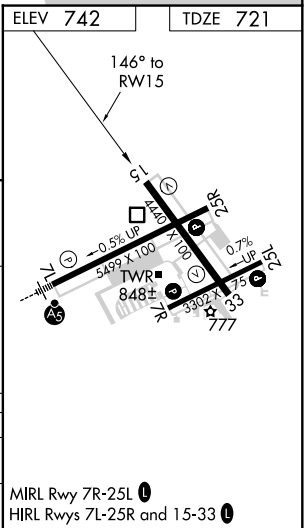 ELEV 742
TDZE 721
146° to
RW15
15
V
4440 X 100
25R
P
0.5% UP
P
7L
5499 X 100
A5
TWR
848±
V
0.7%
UP
25L
P
P
7R
3302 X 75
33
E
777
MIRL Rwy 7R-25L L
HIRL Rwys 7L-25R and 15-33 L